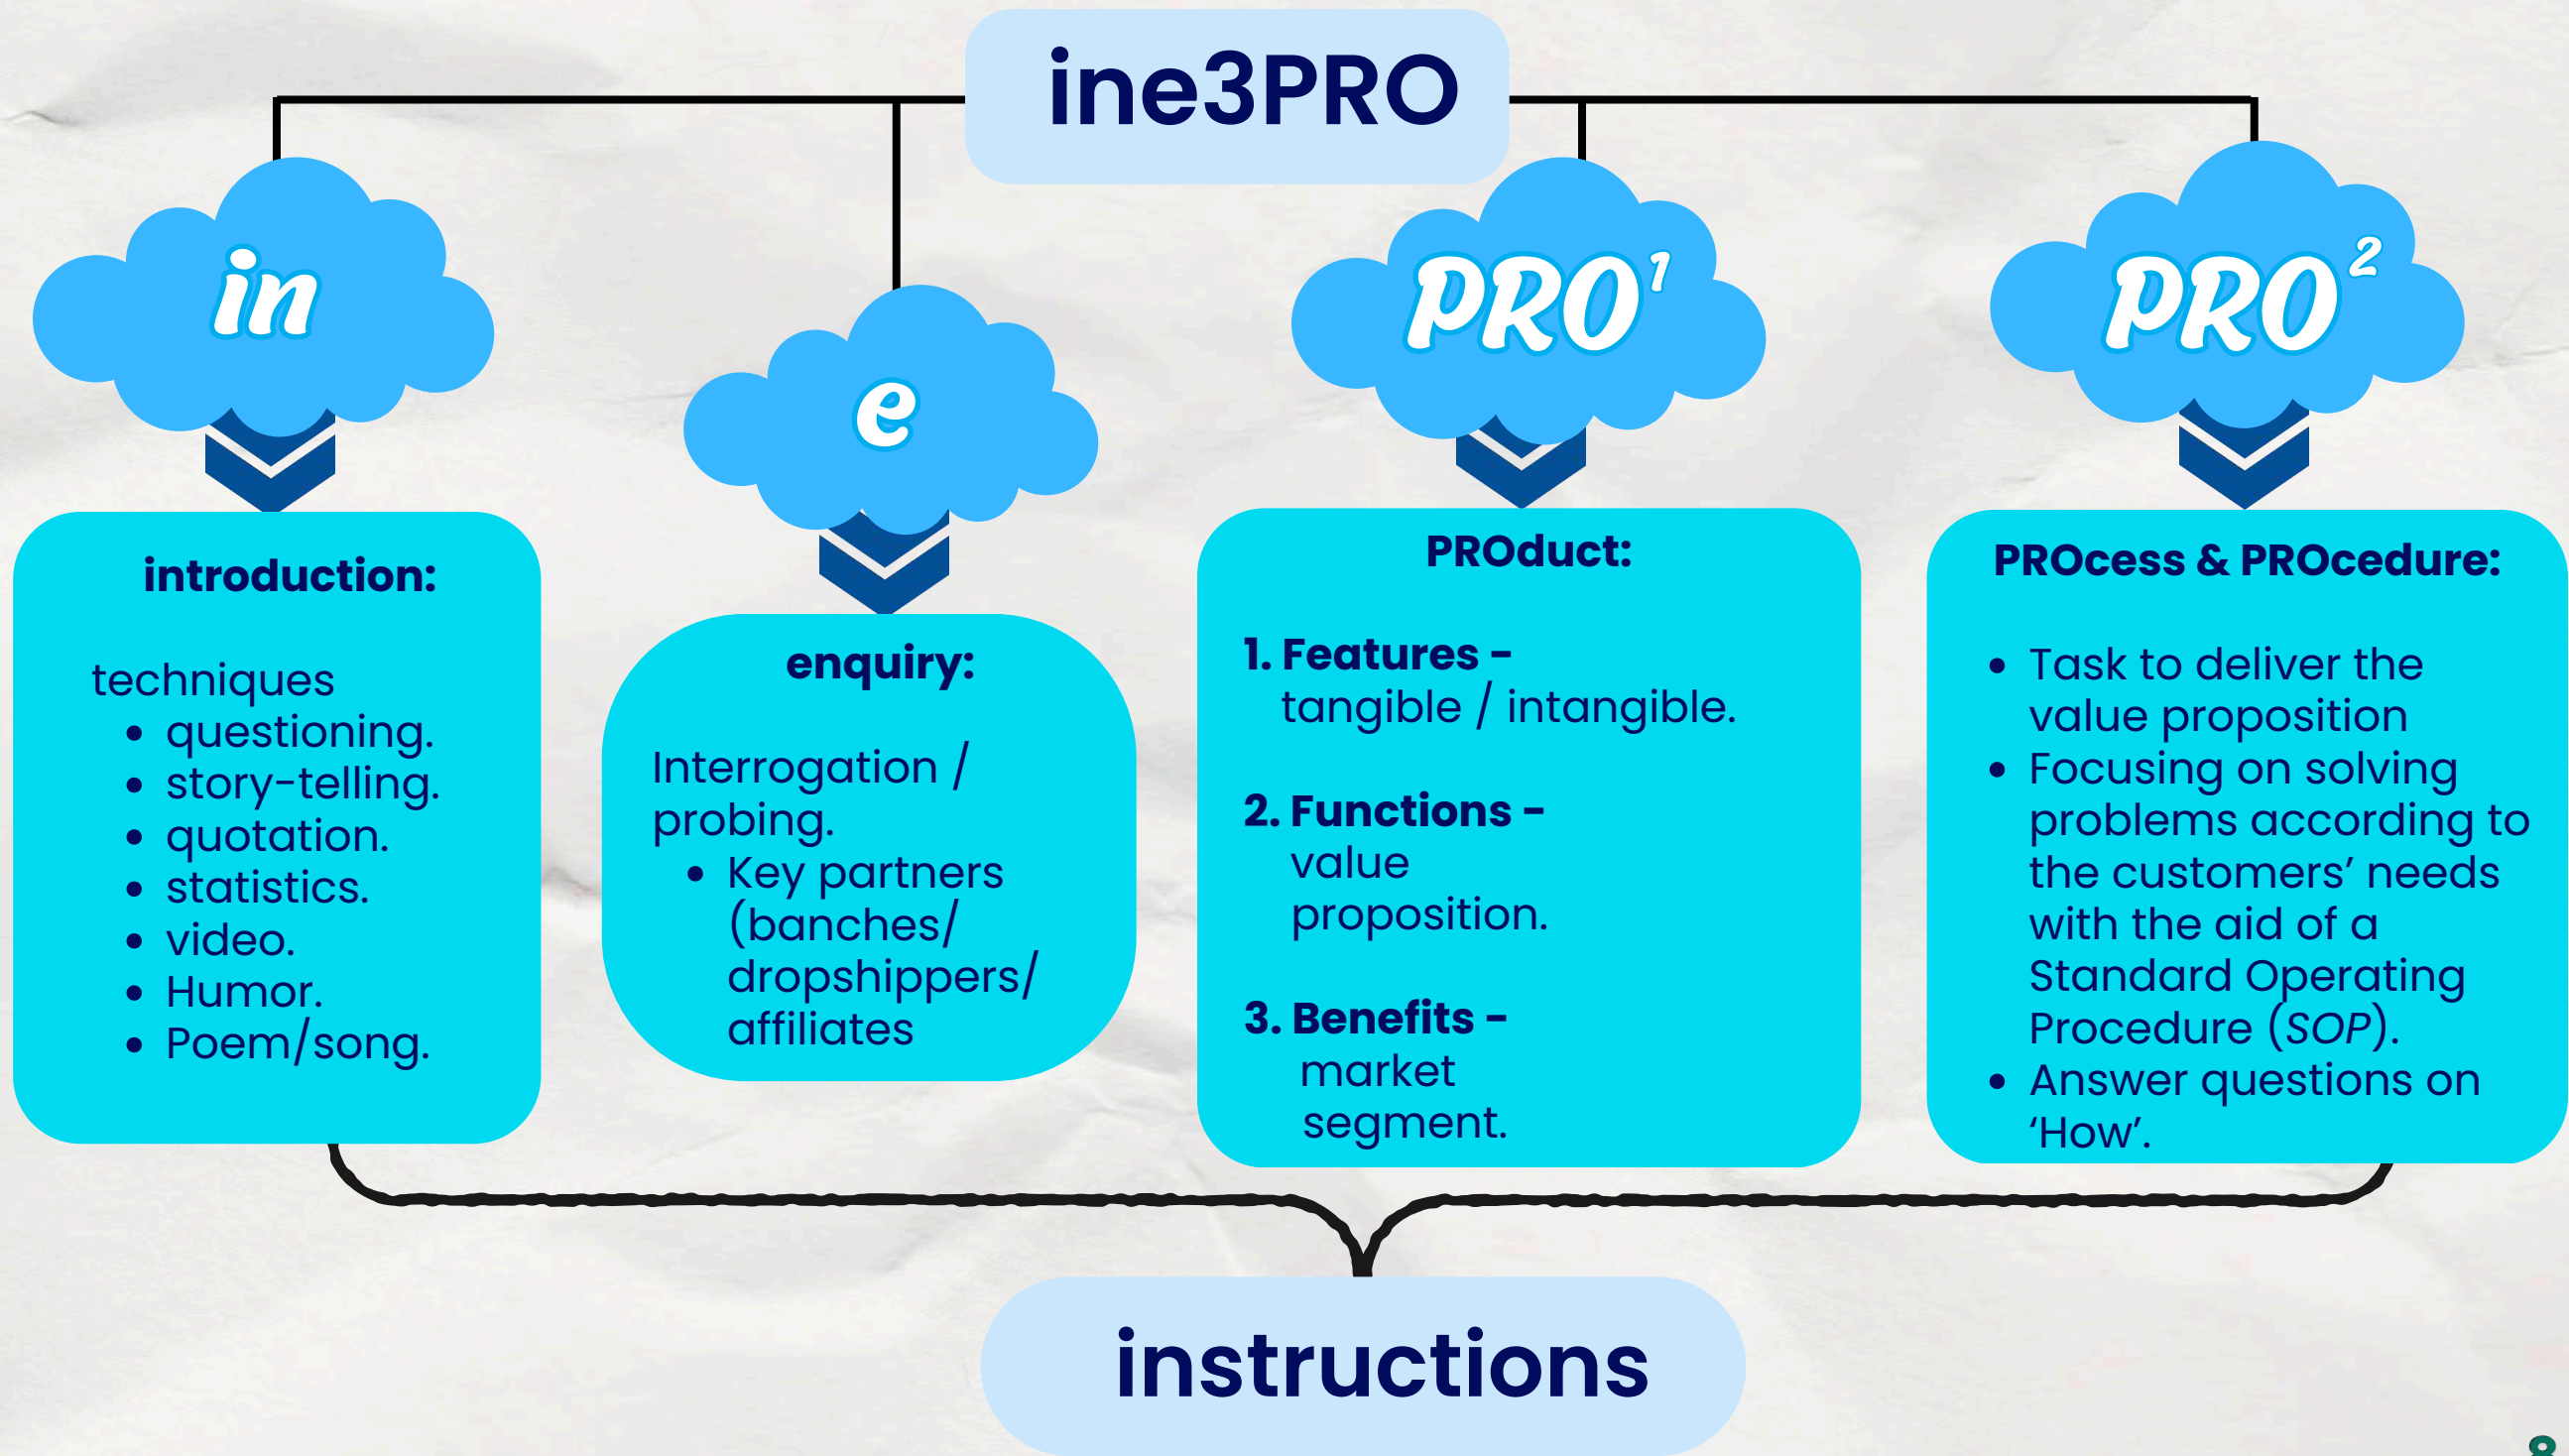 ine3PRO
in
e
PRO¹
PRO²
introduction:
techniques
• questioning.
• story-telling.
• quotation.
• statistics.
• video.
• Humor.
• Poem/song.
enquiry:
Interrogation /
probing.
• Key partners
(banches/
dropshippers/
affiliates
PROduct:
1. Features -
tangible / intangible.
2. Functions -
value
proposition.
3. Benefits -
market
segment.
PROcess & PROcedure:
• Task to deliver the
value proposition
• Focusing on solving
problems according to
the customers’ needs
with the aid of a
Standard Operating
Procedure (SOP).
• Answer questions on
‘How’.
instructions